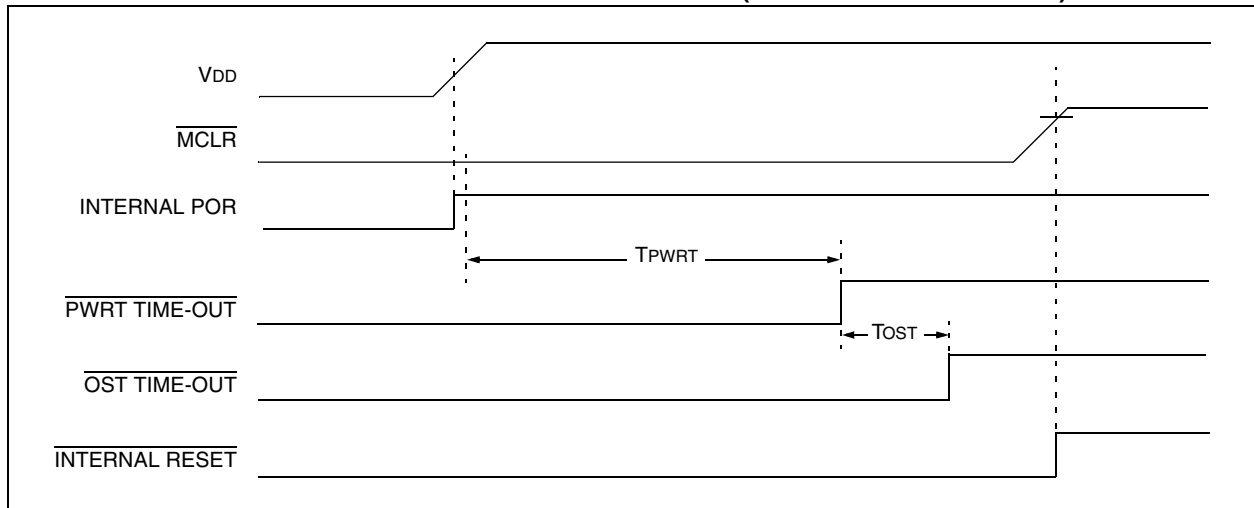 VDD
MCLR
INTERNAL POR
TPWRT
PWRT TIME-OUT
TOST
OST TIME-OUT
INTERNAL RESET